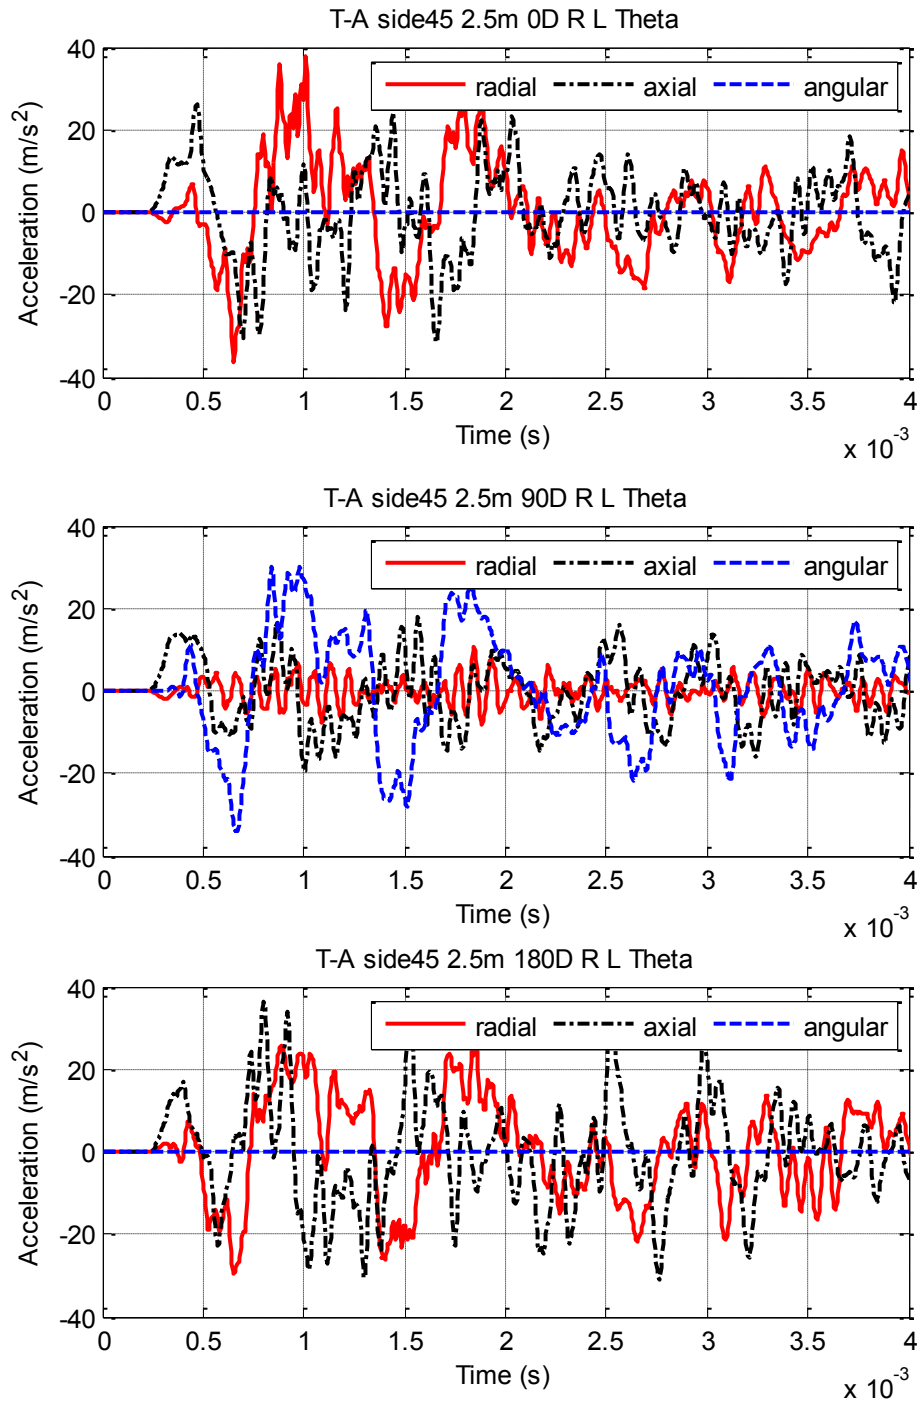 T-A side45 2.5m 0D R L Theta
40
radial axial angular
20
0
-20
-40
Acceleration (m/s²)
0 0.5 1 1.5 2 2.5 3 3.5 4
Time (s)
x 10⁻³
T-A side45 2.5m 90D R L Theta
40
radial axial angular
20
0
-20
-40
Acceleration (m/s²)
0 0.5 1 1.5 2 2.5 3 3.5 4
Time (s)
x 10⁻³
T-A side45 2.5m 180D R L Theta
40
radial axial angular
20
0
-20
-40
Acceleration (m/s²)
0 0.5 1 1.5 2 2.5 3 3.5 4
Time (s)
x 10⁻³